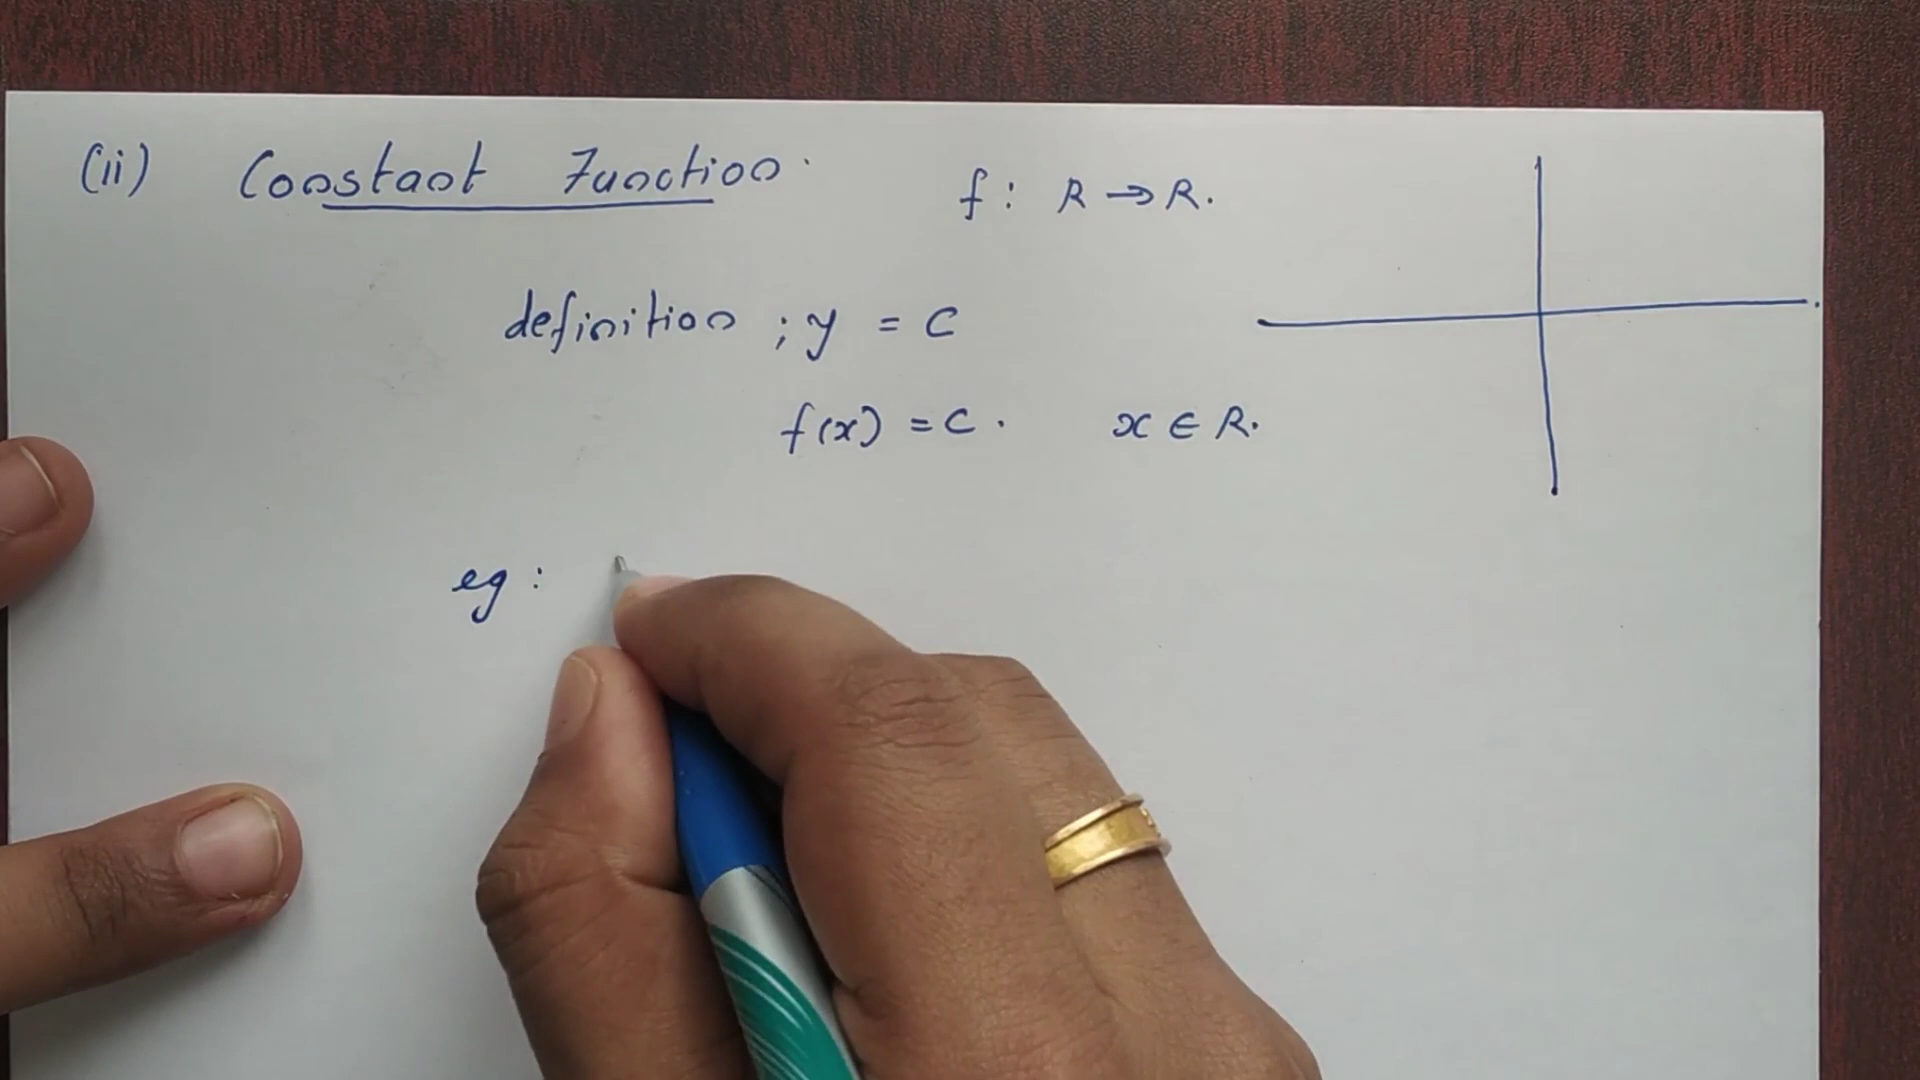 (ii) Constant Function. f: R → R.
definition ; y = c
f(x) = c. x ∈ R.
eg :